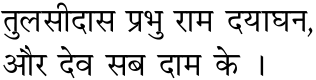 तुलसीदास प्रभु राम दयाघन,
और देव सब दाम के ।